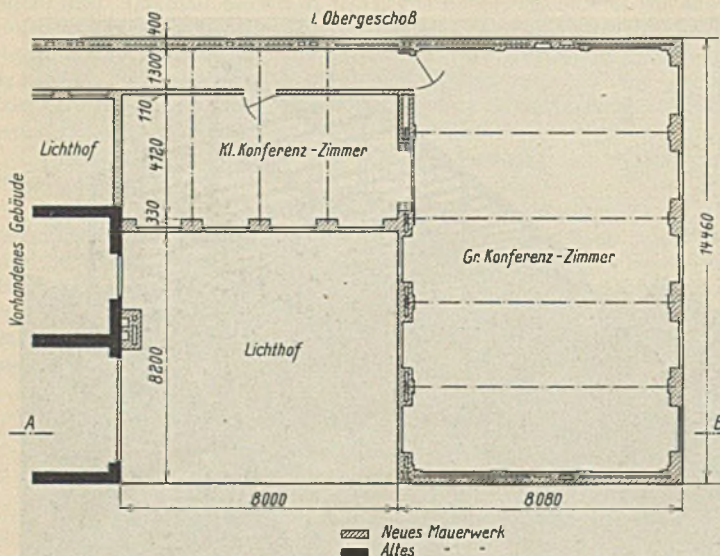 1. Obergeschoß
400
1300
110
4120
330
8200
Lichthof
Kl. Konferenz-Zimmer
Vorhandenes Gebäude
Gr. Konferenz-Zimmer
14460
Lichthof
A
B
8000
8080
Neues Mauerwerk
Altes " "